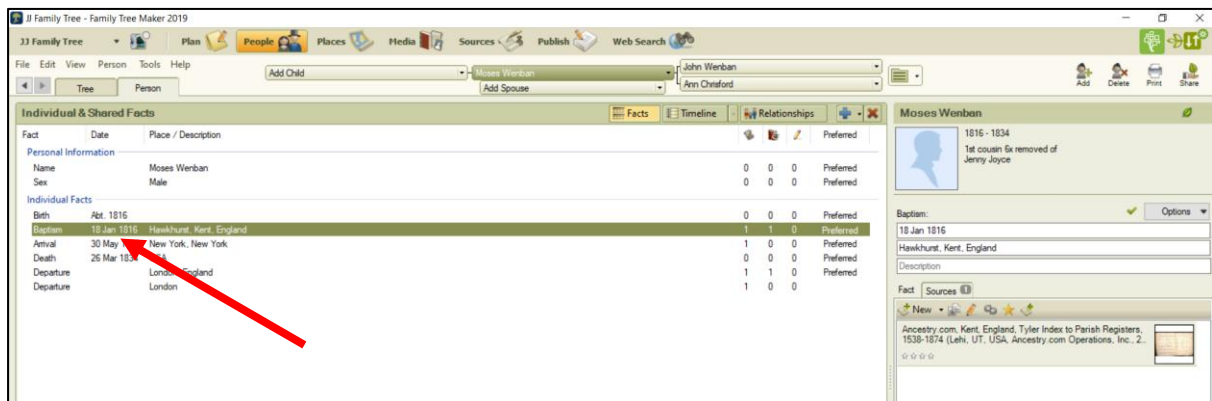 JJ Family Tree - Family Tree Maker 2019
JJ Family Tree Plan People Places Media Sources Publish Web Search
File Edit View Person Tools Help
Add Child Moses Wenban John Wenban
Add Spouse Ann Chrisford
Tree Person
Add Delete Print Share
Individual & Shared Facts Facts Timeline Relationships
Fact Date Place / Description Preferred
Personal Information
Name Moses Wenban 0 0 0 Preferred
Sex Male 0 0 0 Preferred
Individual Facts
Birth Abt. 1816 0 0 0 Preferred
Baptism 18 Jan 1816 Hawkhurst, Kent, England 1 1 0 Preferred
Arrival 30 May New York, New York 1 0 0 Preferred
Death 26 Mar 0 0 0 Preferred
Departure England 1 1 0 Preferred
Departure London 1 0 0
Moses Wenban
1816 - 1834
1st cousin 6x removed of
Jenny Joyce
Baptism: Options
18 Jan 1816
Hawkhurst, Kent, England
Description
Fact Sources 1
New
Ancestry.com, Kent, England, Tyler Index to Parish Registers,
1538-1874 (Lehi, UT, USA, Ancestry.com Operations, Inc., 2..